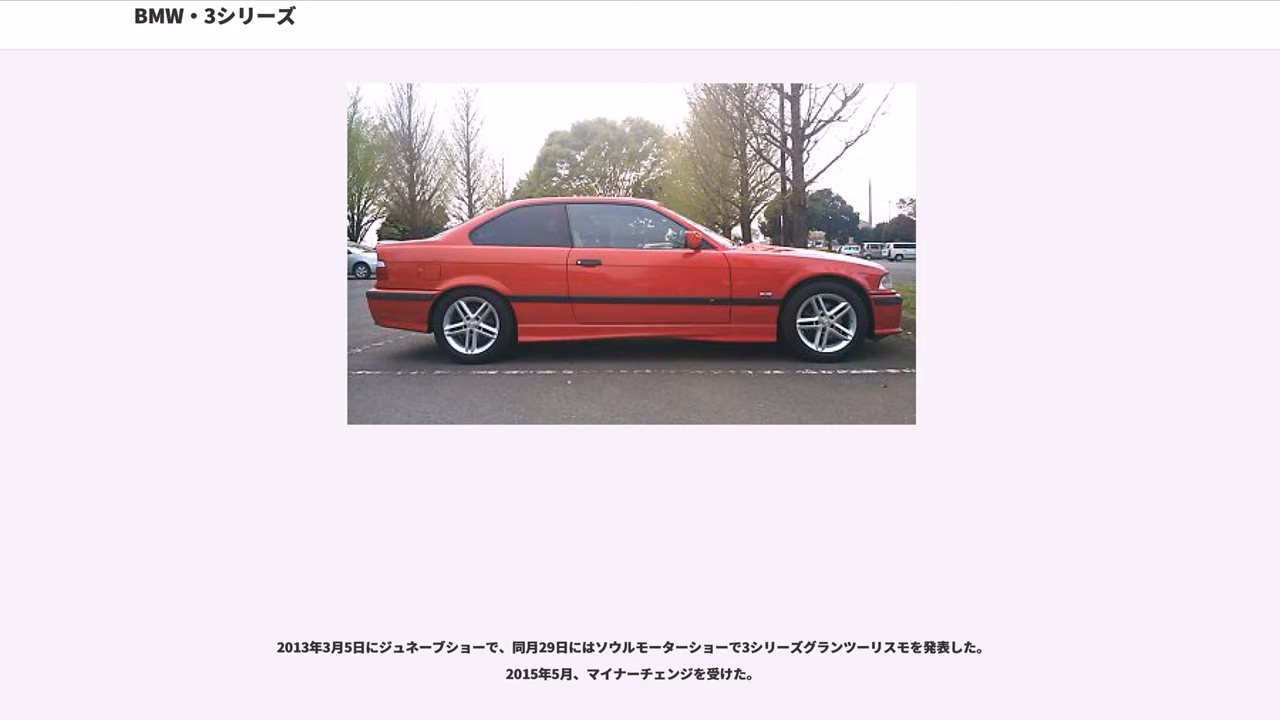 BMW・3シリーズ
2013年3月5日にジュネーブショーで、同月29日にはソウルモーターショーで3シリーズグランツーリスモを発表した。
2015年5月、マイナーチェンジを受けた。